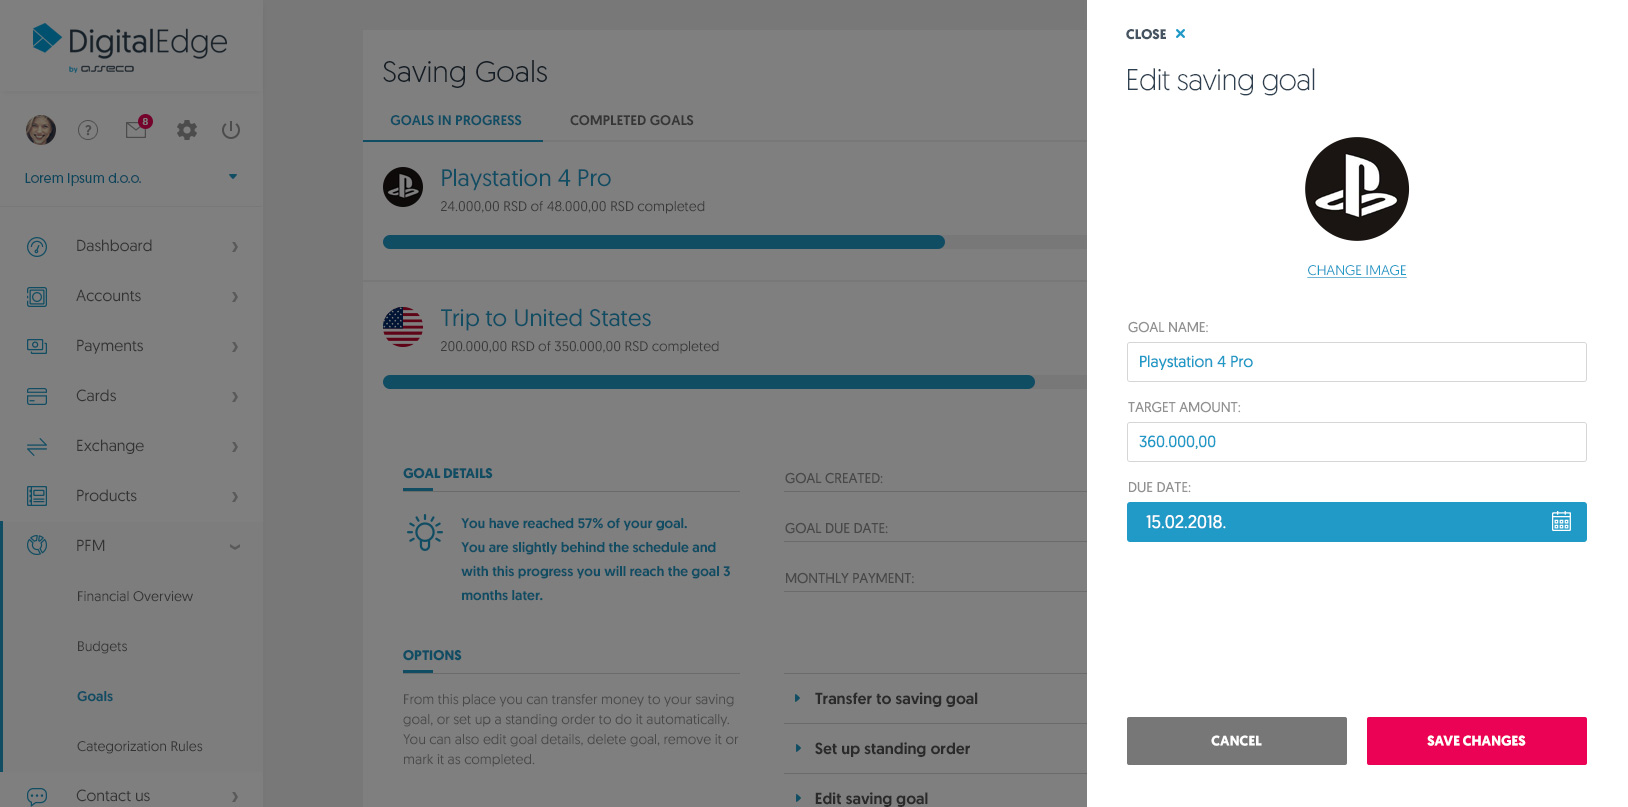 DigitalEdge
by asseco
?
8
Lorem Ipsum d.o.o.
Dashboard
Accounts
Payments
Cards
Exchange
Products
PFM
Financial Overview
Budgets
Goals
Categorization Rules
Contact us
Saving Goals
GOALS IN PROGRESS
COMPLETED GOALS
Playstation 4 Pro
24.000,00 RSD of 48.000,00 RSD completed
Trip to United States
200.000,00 RSD of 350.000,00 RSD completed
GOAL DETAILS
You have reached 57% of your goal.
You are slightly behind the schedule and
with this progress you will reach the goal 3
months later.
GOAL CREATED:
GOAL DUE DATE:
MONTHLY PAYMENT:
OPTIONS
From this place you can transfer money to your saving
goal, or set up a standing order to do it automatically.
You can also edit goal details, delete goal, remove it or
mark it as completed.
Transfer to saving goal
Set up standing order
Edit saving goal
CLOSE
Edit saving goal
CHANGE IMAGE
GOAL NAME:
Playstation 4 Pro
TARGET AMOUNT:
360.000,00
DUE DATE:
15.02.2018.
CANCEL
SAVE CHANGES